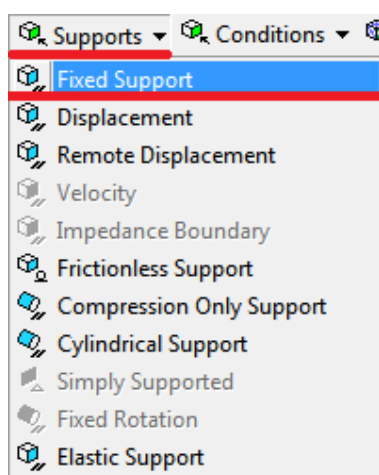 Supports Conditions
Fixed Support
Displacement
Remote Displacement
Velocity
Impedance Boundary
Frictionless Support
Compression Only Support
Cylindrical Support
Simply Supported
Fixed Rotation
Elastic Support